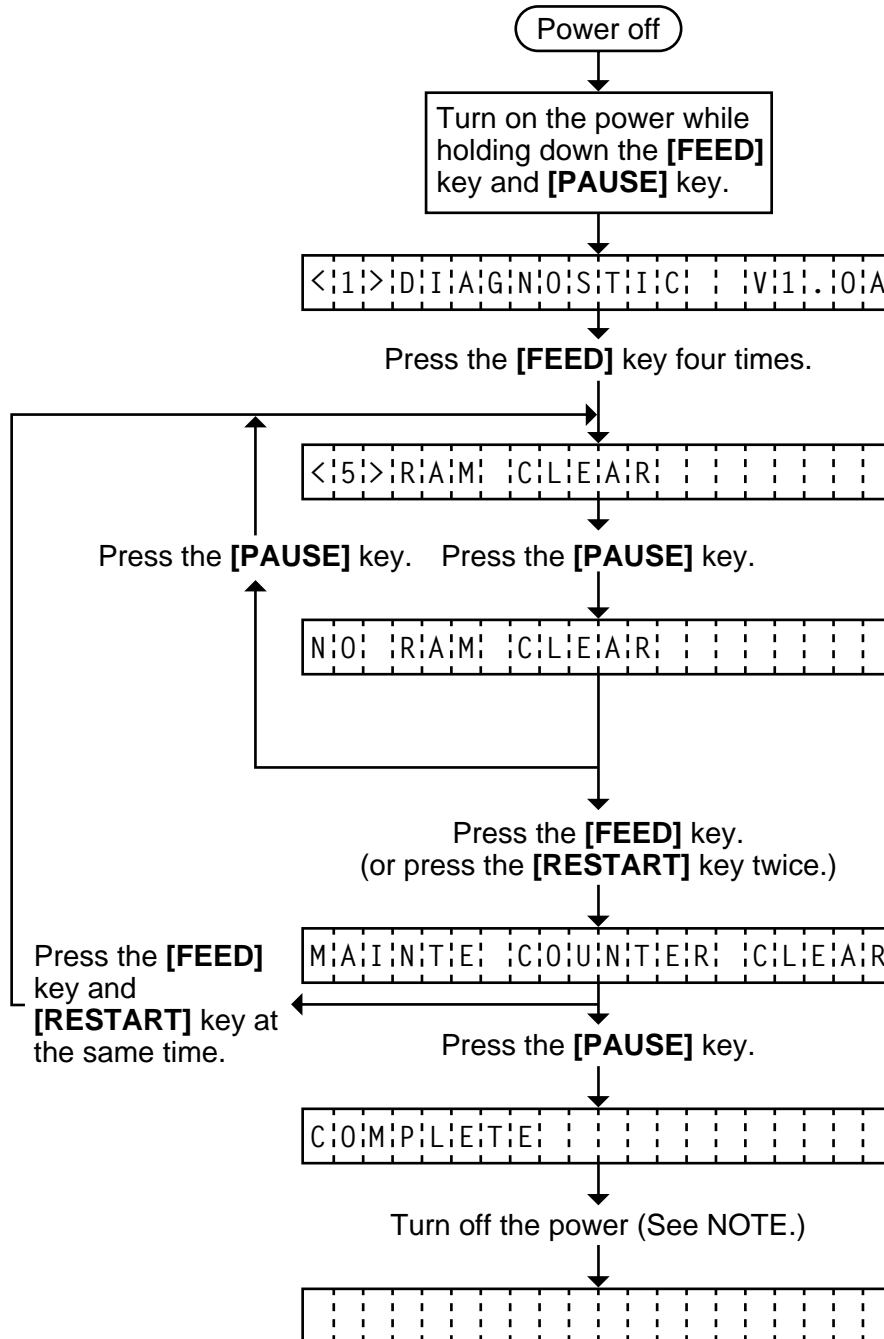 Power off
Turn on the power while
holding down the [FEED]
key and [PAUSE] key.
<1>DIAGNOSTIC  V1.0A
Press the [FEED] key four times.
<5>RAM CLEAR
Press the [PAUSE] key.
Press the [PAUSE] key.
NO RAM CLEAR
Press the [FEED] key.
(or press the [RESTART] key twice.)
MAINTE COUNTER CLEAR
Press the [FEED]
key and
[RESTART] key at
the same time.
Press the [PAUSE] key.
COMPLETE
Turn off the power (See NOTE.)